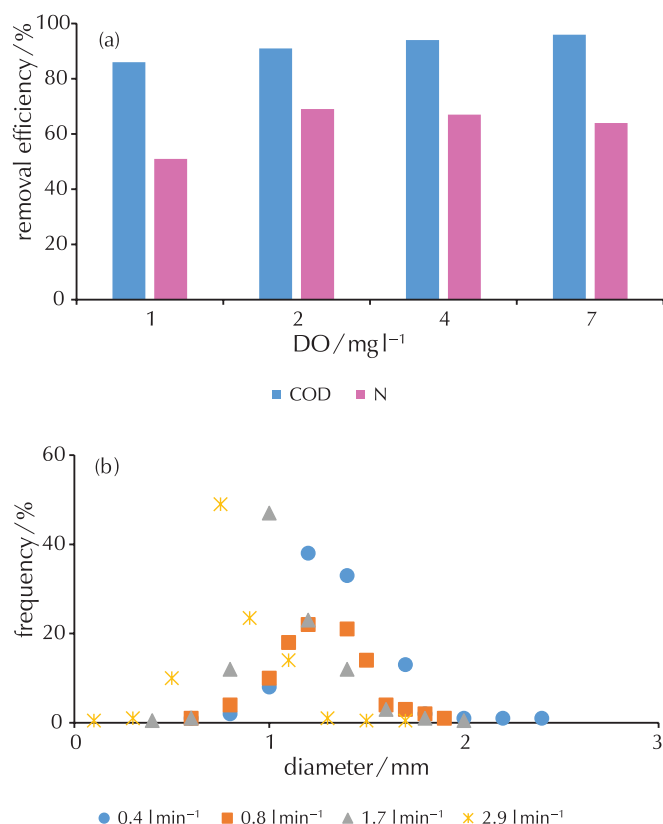 (a)
removal efficiency / %
100
80
60
40
20
0
1 2 4 7
DO / mg l⁻¹
COD N
(b)
frequency / %
60
40
20
0
0 1 2 3
diameter / mm
0.4 l min⁻¹ 0.8 l min⁻¹ 1.7 l min⁻¹ 2.9 l min⁻¹